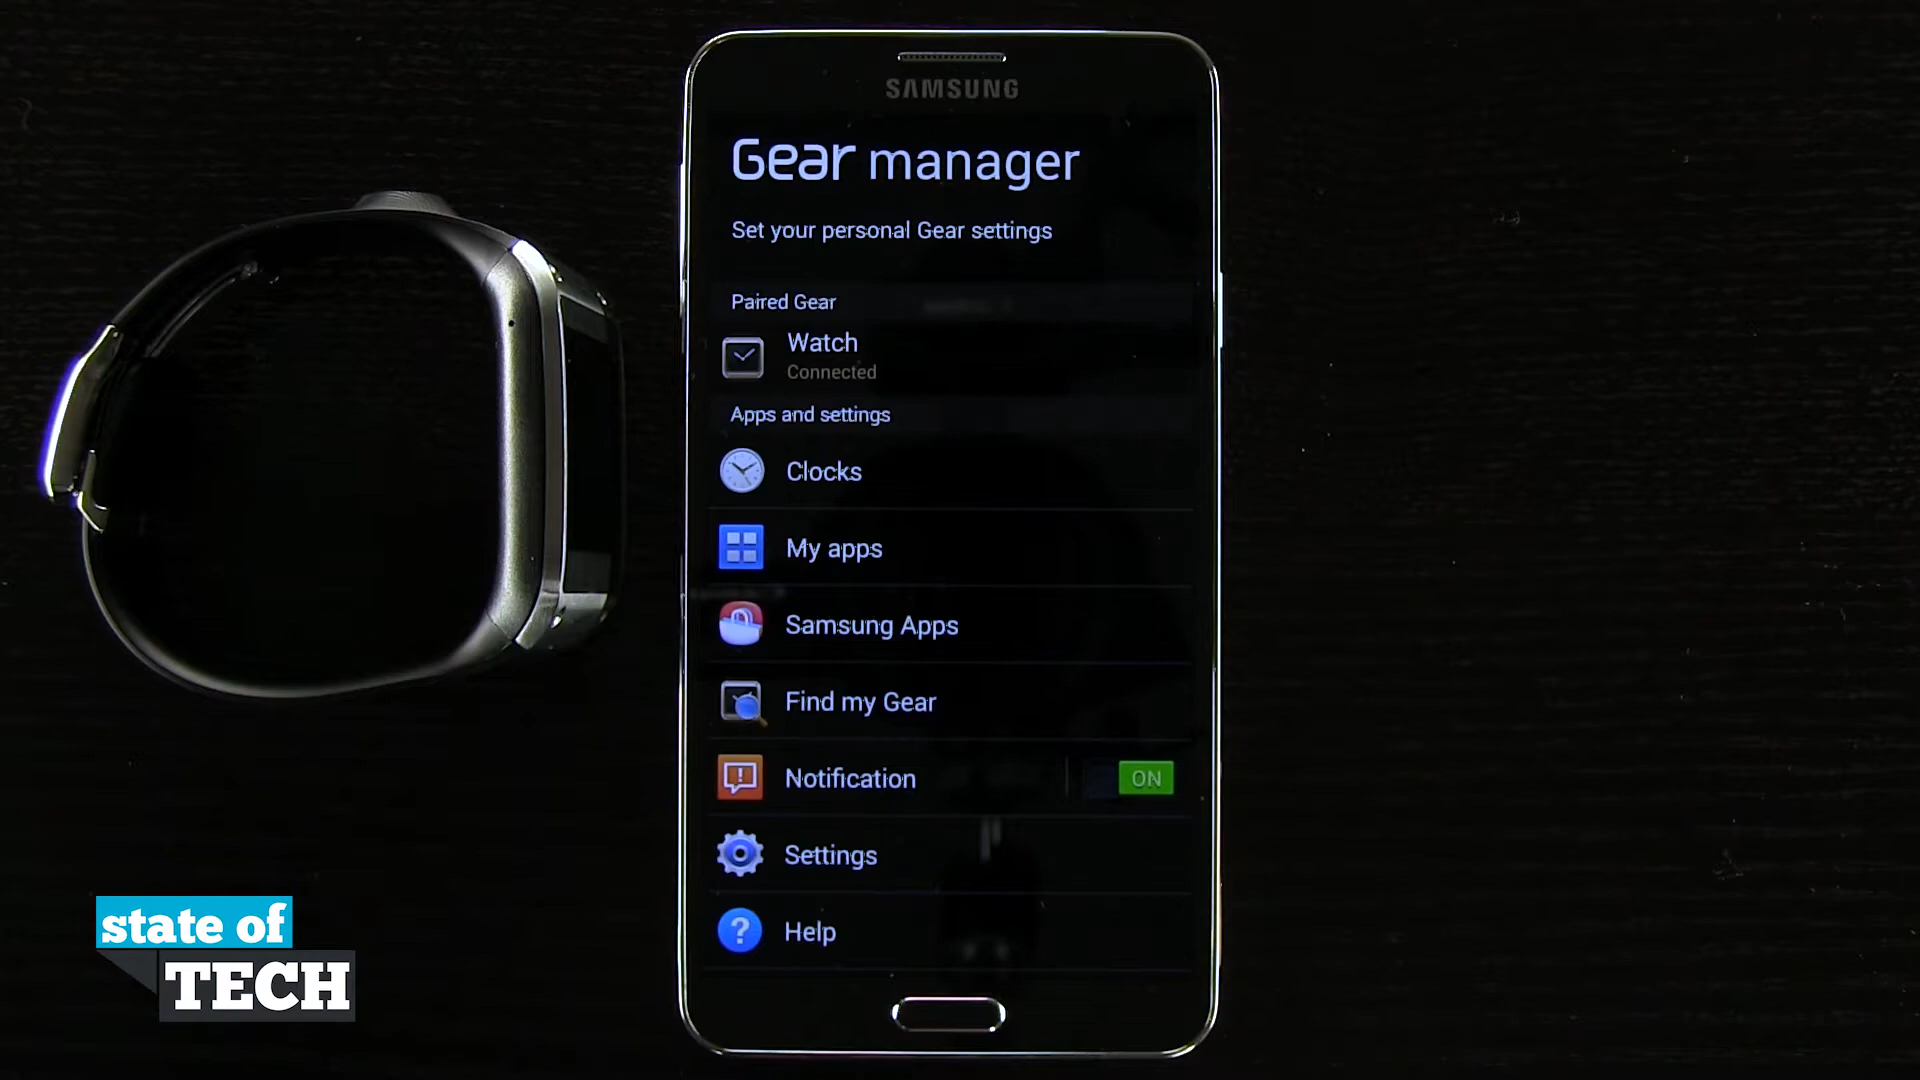 SAMSUNG
Gear manager
Set your personal Gear settings
Paired Gear
Watch
Connected
Apps and settings
Clocks
My apps
Samsung Apps
Find my Gear
Notification
ON
Settings
Help
state of
TECH